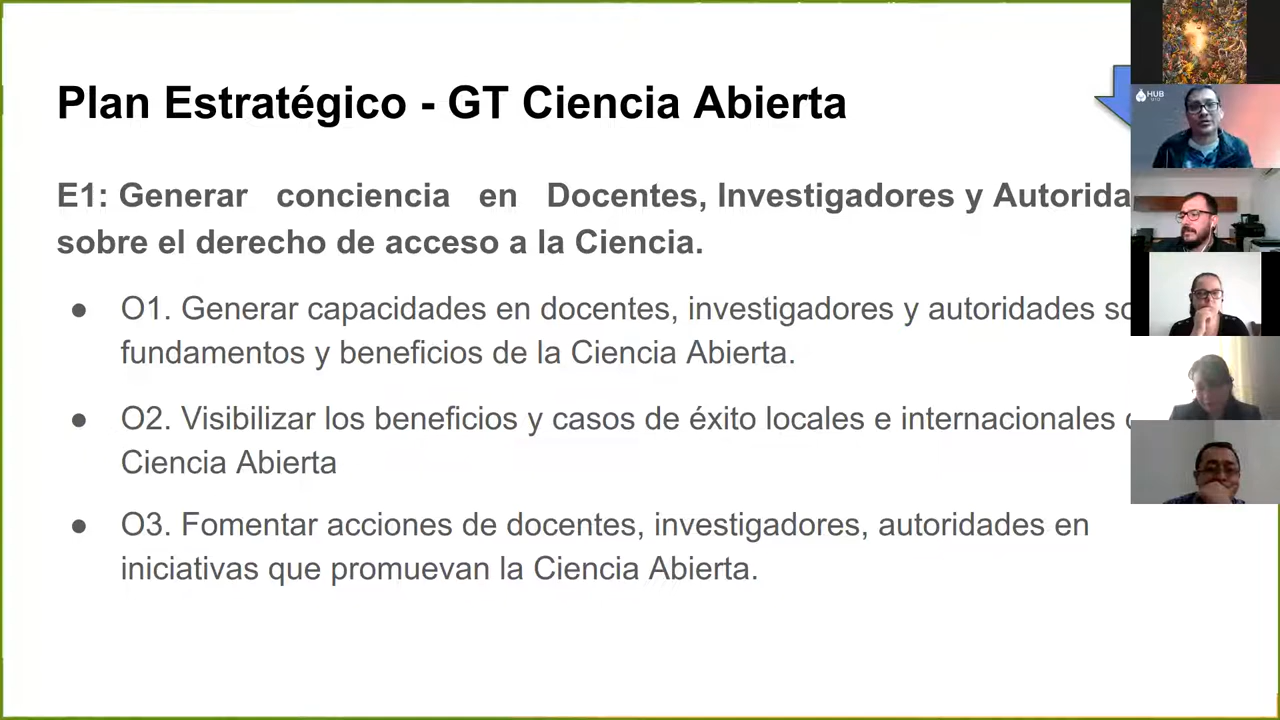 Plan Estratégico - GT Ciencia Abierta
E1: Generar conciencia en Docentes, Investigadores y Autorida
sobre el derecho de acceso a la Ciencia.
● O1. Generar capacidades en docentes, investigadores y autoridades so
fundamentos y beneficios de la Ciencia Abierta.
● O2. Visibilizar los beneficios y casos de éxito locales e internacionales
Ciencia Abierta
● O3. Fomentar acciones de docentes, investigadores, autoridades en
iniciativas que promuevan la Ciencia Abierta.
HUB